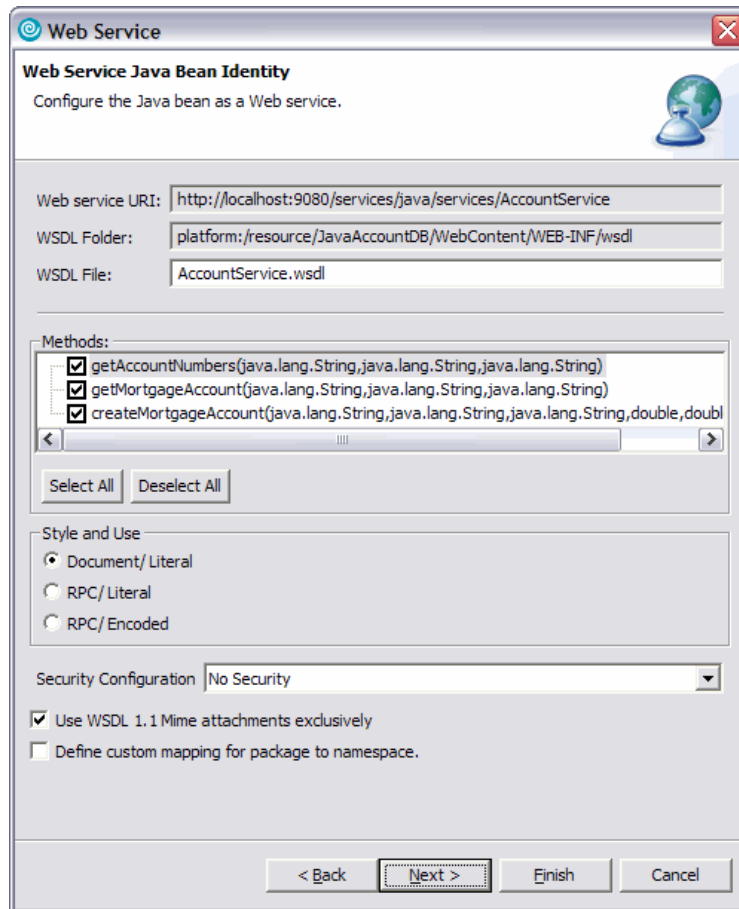 Web Service
Web Service Java Bean Identity
Configure the Java bean as a Web service.
Web service URI: http://localhost:9080/services/java/services/AccountService
WSDL Folder: platform:/resource/JavaAccountDB/WebContent/WEB-INF/wsdl
WSDL File: AccountService.wsdl
Methods:
getAccountNumbers(java.lang.String,java.lang.String,java.lang.String)
getMortgageAccount(java.lang.String,java.lang.String,java.lang.String)
createMortgageAccount(java.lang.String,java.lang.String,java.lang.String,double,doubl
Select All Deselect All
Style and Use
Document/Literal
RPC/Literal
RPC/Encoded
Security Configuration No Security
Use WSDL 1.1 Mime attachments exclusively
Define custom mapping for package to namespace.
< Back Next > Finish Cancel